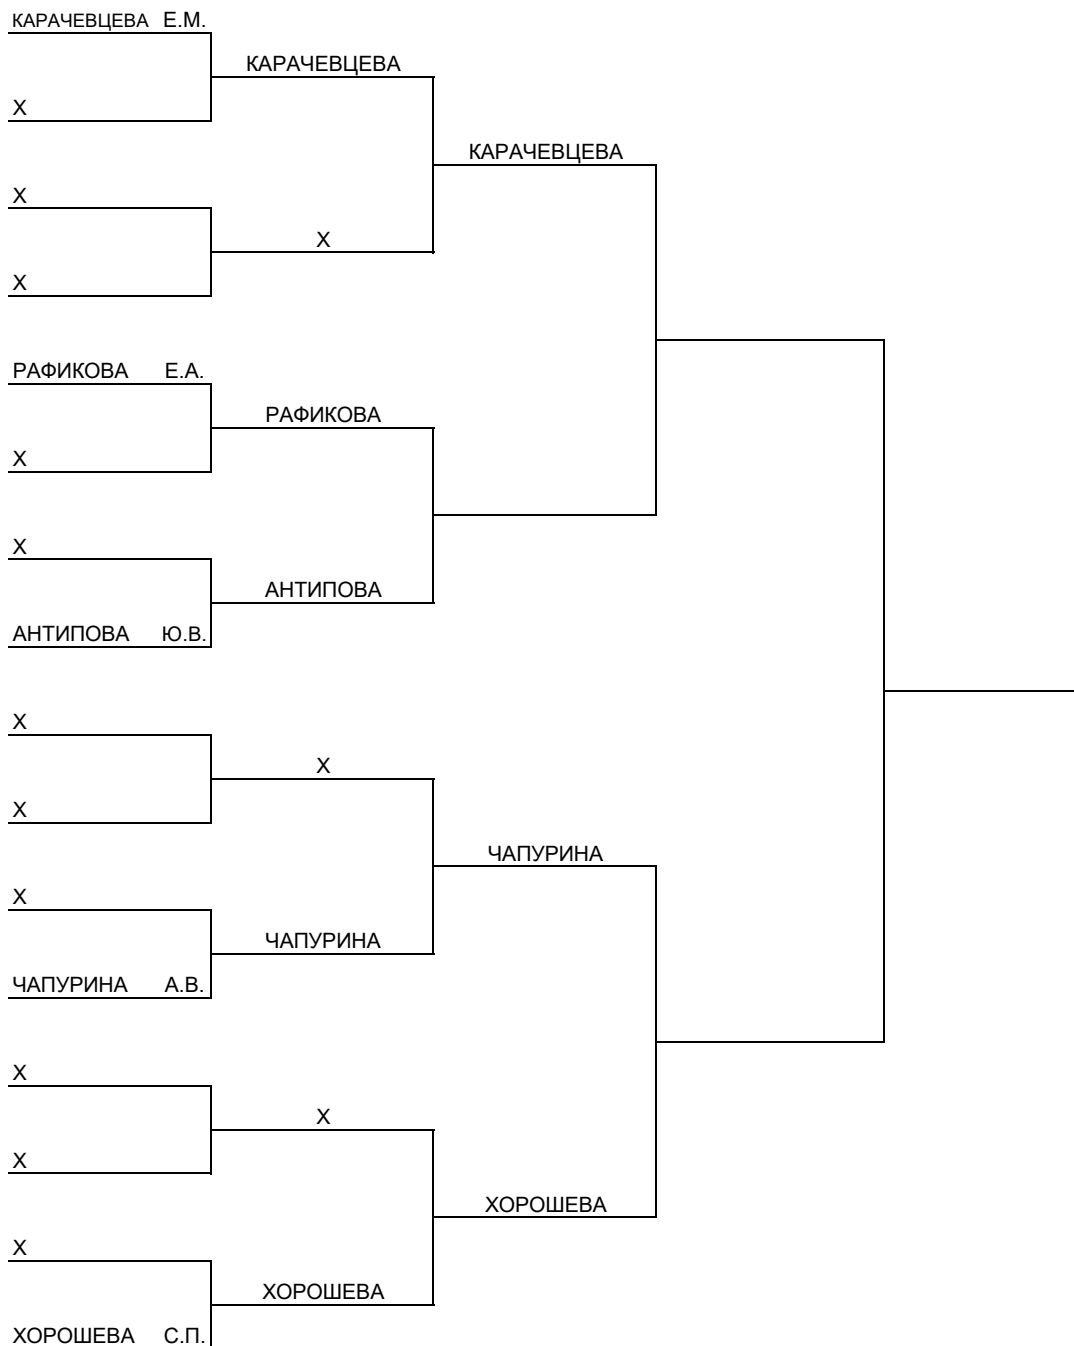 КАРАЧЕВЦЕВА Е.М.
КАРАЧЕВЦЕВА
Х
КАРАЧЕВЦЕВА
Х
Х
Х
РАФИКОВА Е.А.
РАФИКОВА
Х
Х
АНТИПОВА
АНТИПОВА Ю.В.
Х
Х
Х
ЧАПУРИНА
Х
ЧАПУРИНА
ЧАПУРИНА А.В.
Х
Х
Х
ХОРОШЕВА
Х
ХОРОШЕВА
ХОРОШЕВА С.П.